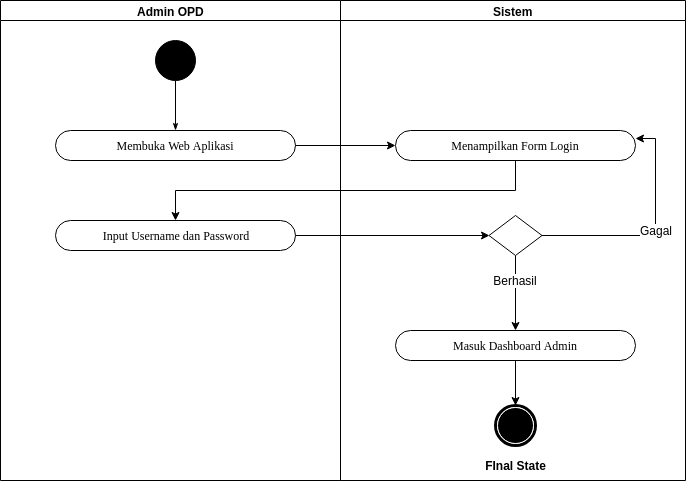 Admin OPD
Sistem
Membuka Web Aplikasi
Menampilkan Form Login
Input Username dan Password
Gagal
Berhasil
Masuk Dashboard Admin
FInal State